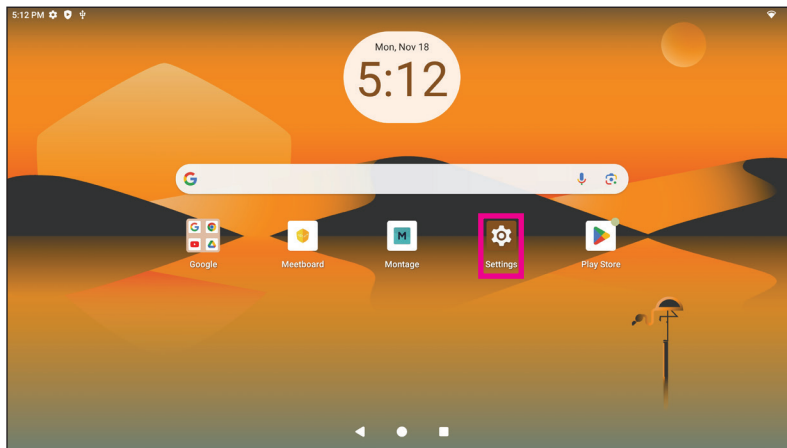 5:12 PM
Mon, Nov 18
5:12
G
G
M
Google
Meetboard
Montage
Settings
Play Store